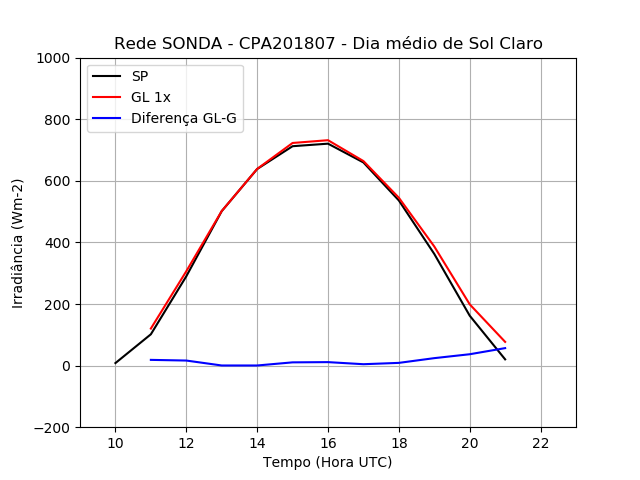 Rede SONDA - CPA201807 - Dia médio de Sol Claro
1000
800
600
400
200
0
−200
Irradiância (Wm-2)
SP
GL 1x
Diferença GL-G
10 12 14 16 18 20 22
Tempo (Hora UTC)